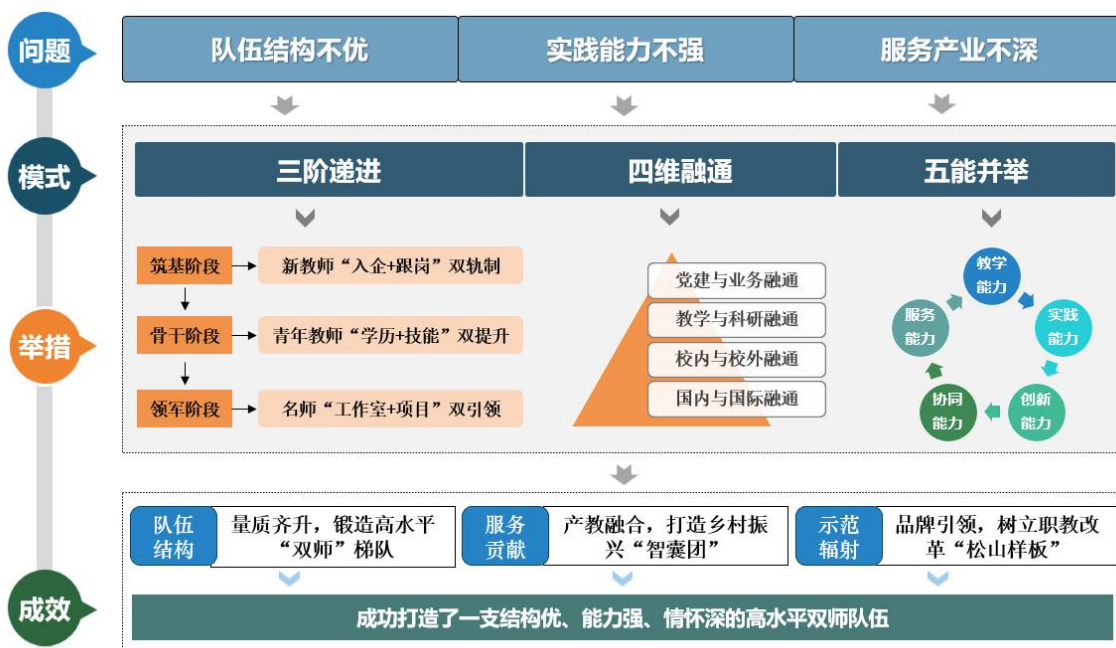 问题
队伍结构不优
实践能力不强
服务产业不深
模式
三阶递进
四维融通
五能并举
举措
筑基阶段
新教师“入企+跟岗”双轨制
骨干阶段
青年教师“学历+技能”双提升
领军阶段
名师“工作室+项目”双引领
党建与业务融通
教学与科研融通
校内与校外融通
国内与国际融通
教学
能力
实践
能力
创新
能力
协同
能力
服务
能力
成效
队伍
结构
量质齐升，锻造高水平
“双师”梯队
服务
贡献
产教融合，打造乡村振
兴“智囊团”
示范
辐射
品牌引领，树立职教改
革“松山样板”
成功打造了一支结构优、能力强、情怀深的高水平双师队伍